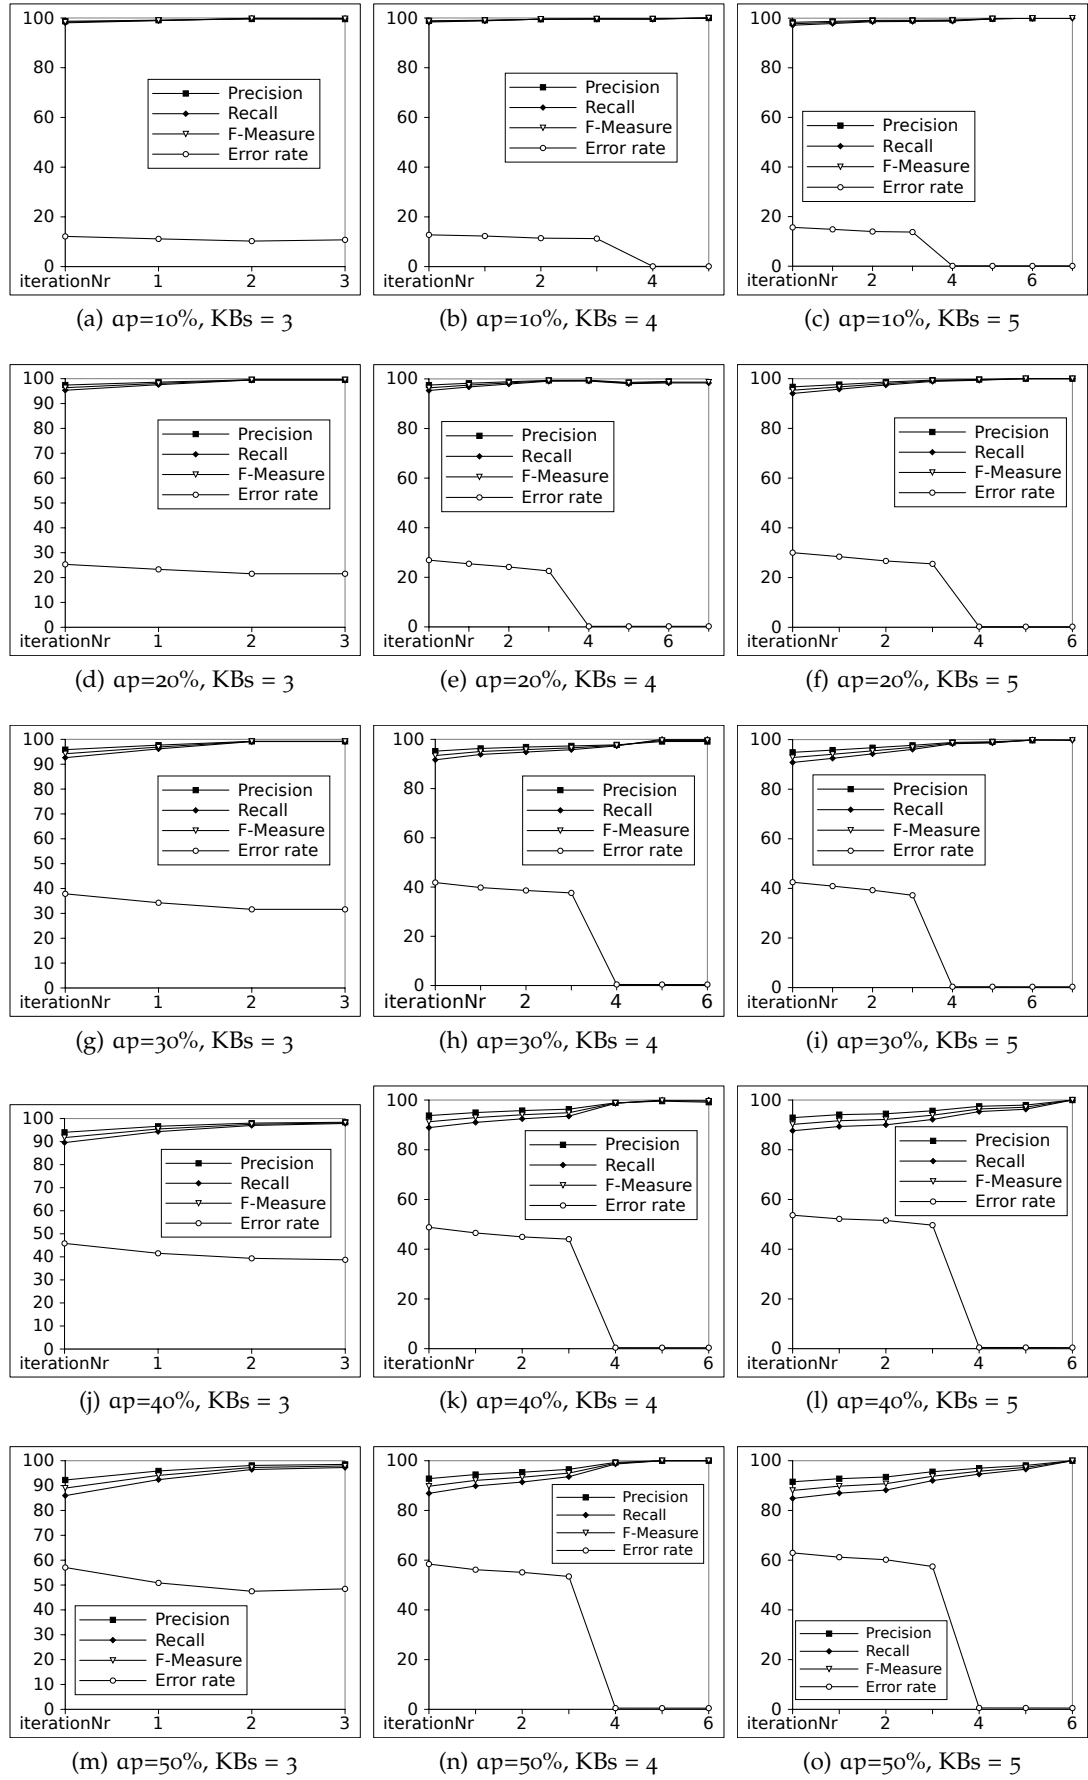 100
80
Precision
Recall
60
F-Measure
Error rate
40
20
0
iterationNr 1 2 3
(a) ap=10%, KBs = 3
100
80
Precision
Recall
60
F-Measure
Error rate
40
20
0
iterationNr 2 4
(b) ap=10%, KBs = 4
100
80
60
Precision
Recall
40
F-Measure
Error rate
20
0
iterationNr 2 4 6
(c) ap=10%, KBs = 5
100
90
80
Precision
70
Recall
60
F-Measure
Error rate
50
40
30
20
10
0
iterationNr 1 2 3
(d) ap=20%, KBs = 3
100
80
Precision
Recall
60
F-Measure
Error rate
40
20
0
iterationNr 2 4 6
(e) ap=20%, KBs = 4
100
80
Precision
Recall
60
F-Measure
Error rate
40
20
0
iterationNr 2 4 6
(f) ap=20%, KBs = 5
100
90
80
Precision
70
Recall
F-Measure
60
Error rate
50
40
30
20
10
0
iterationNr 1 2 3
(g) ap=30%, KBs = 3
100
80
Precision
Recall
60
F-Measure
Error rate
40
20
0
iterationNr 2 4 6
(h) ap=30%, KBs = 4
100
80
Precision
Recall
60
F-Measure
Error rate
40
20
0
iterationNr 2 4 6
(i) ap=30%, KBs = 5
100
90
80
Precision
70
Recall
60
F-Measure
Error rate
50
40
30
20
10
0
iterationNr 1 2 3
(j) ap=40%, KBs = 3
100
80
Precision
Recall
F-Measure
60
Error rate
40
20
0
iterationNr 2 4 6
(k) ap=40%, KBs = 4
100
80
Precision
Recall
F-Measure
60
Error rate
40
20
0
iterationNr 2 4 6
(l) ap=40%, KBs = 5
100
90
80
70
60
50
40
30
Precision
Recall
20
F-Measure
10
Error rate
0
iterationNr 1 2 3
(m) ap=50%, KBs = 3
100
80
Precision
Recall
F-Measure
Error rate
60
40
20
0
iterationNr 2 4 6
(n) ap=50%, KBs = 4
100
80
60
40
Precision
Recall
20
F-Measure
Error rate
0
iterationNr 2 4 6
(o) ap=50%, KBs = 5